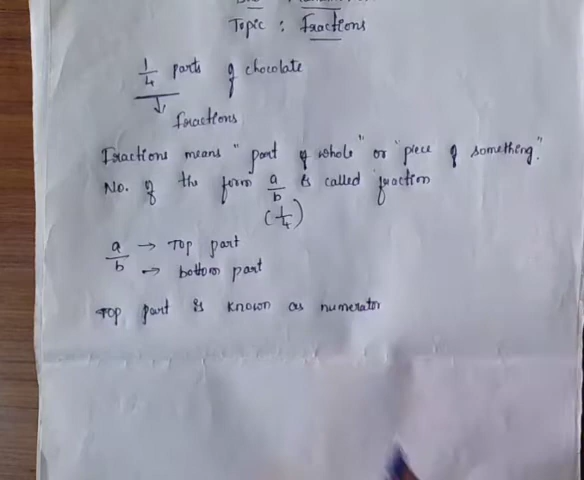 Topic : Fractions
1/4 parts of chocolate
↓
fractions
Fractions means "part of whole" or "piece of something."
No. of the form a/b is called fraction
(1/4)
a/b → Top part
→ bottom part
Top part is known as numerator